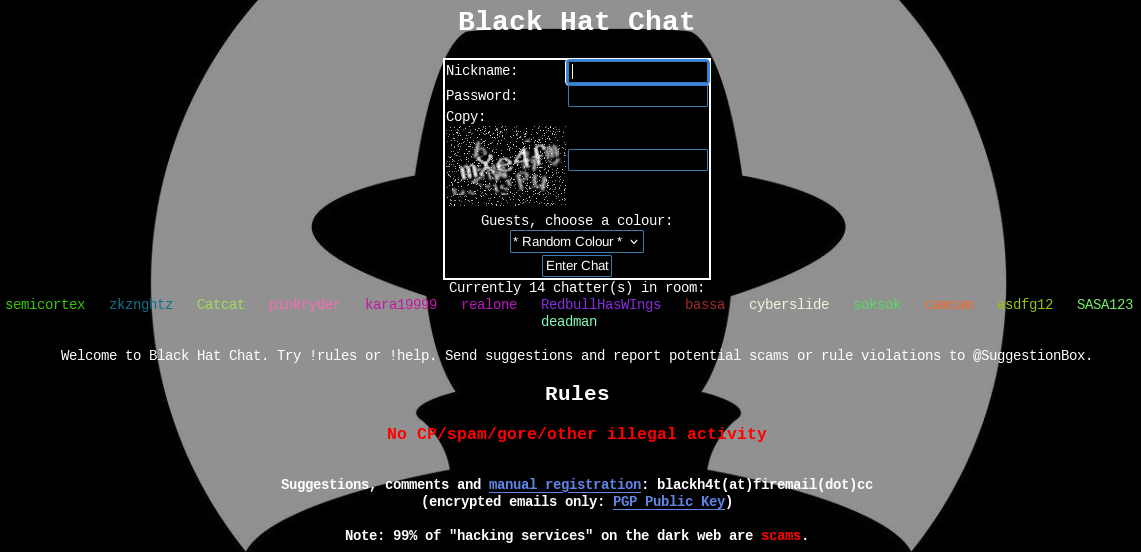 Black Hat Chat
Nickname:
Password:
Copy:
Guests, choose a colour:
* Random Colour *
Enter Chat
Currently 14 chatter(s) in room:
semicortex zkznghtz Catcat pinkryder kara19999 realone RedbullHasWIngs bassa cyberslide soksok asdfg12 SASA123
deadman
Welcome to Black Hat Chat. Try !rules or !help. Send suggestions and report potential scams or rule violations to @SuggestionBox.
Rules
No CP/spam/gore/other illegal activity
Suggestions, comments and manual registration: blackh4t(at)firemail(dot)cc
(encrypted emails only: PGP Public Key)
Note: 99% of "hacking services" on the dark web are scams.